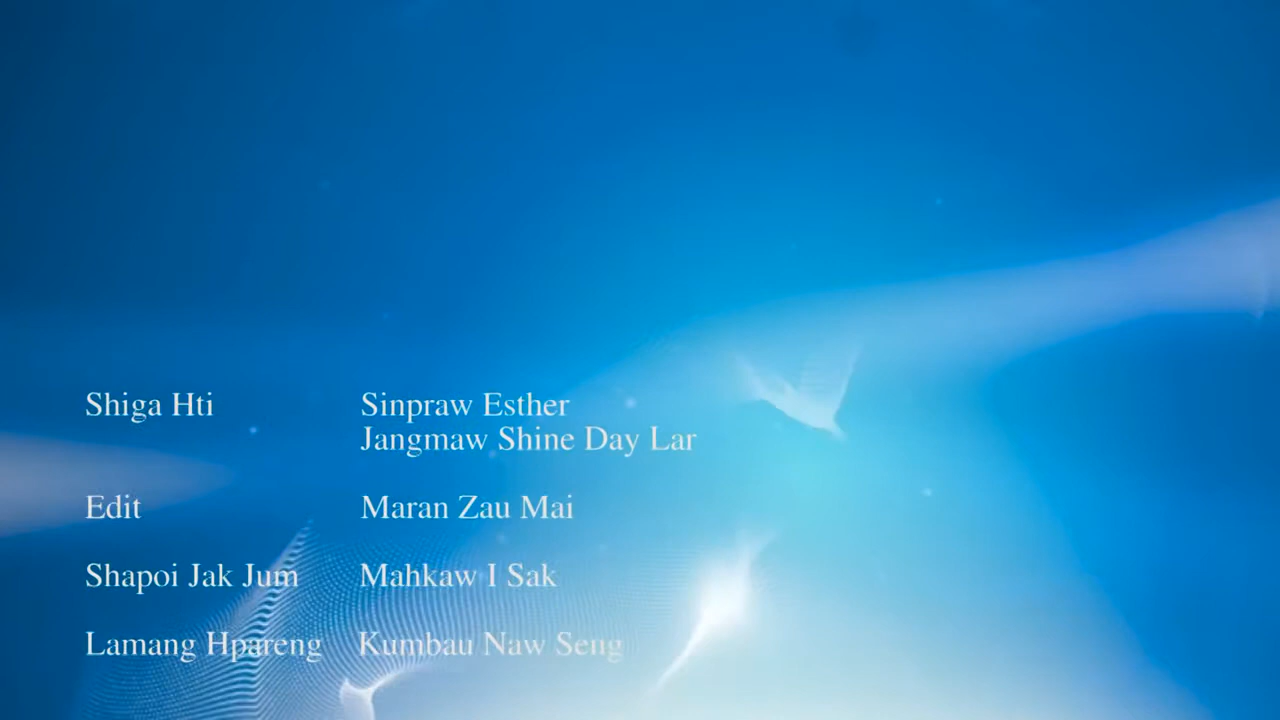 Shiga Hti Sinpraw Esther
Jangmaw Shine Day Lar
Edit Maran Zau Mai
Shapoi Jak Jum Mahkaw I Sak
Lamang Hpareng Kumbau Naw Seng